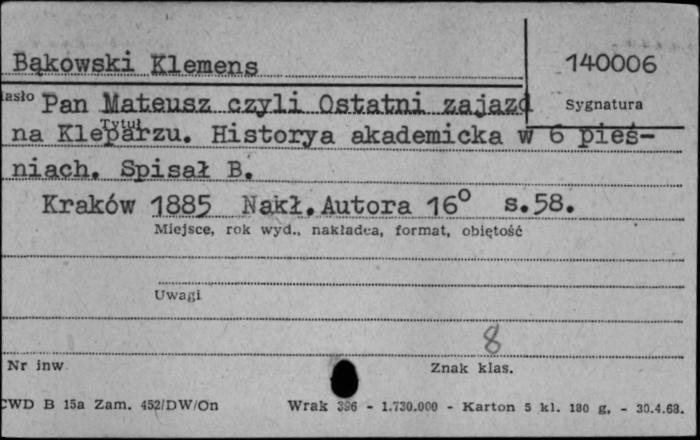 Bąkowski Klemens
140006
Sygnatura
asło Pan Mateusz czyli Ostatni zajazd
Tytuł
na Kleparzu. Historya akademicka w 6 pieś-
niach. Spisał B.
Kraków 1885 Nakł. Autora 16° s.58.
Miejsce, rok wyd., nakładca, format, objętość
Uwagi
8
Nr inw
Znak klas.
CWD B 15a Zam. 452/DW/On Wrak 396 - 1.730.000 - Karton 5 kl. 180 g. - 30.4.68.